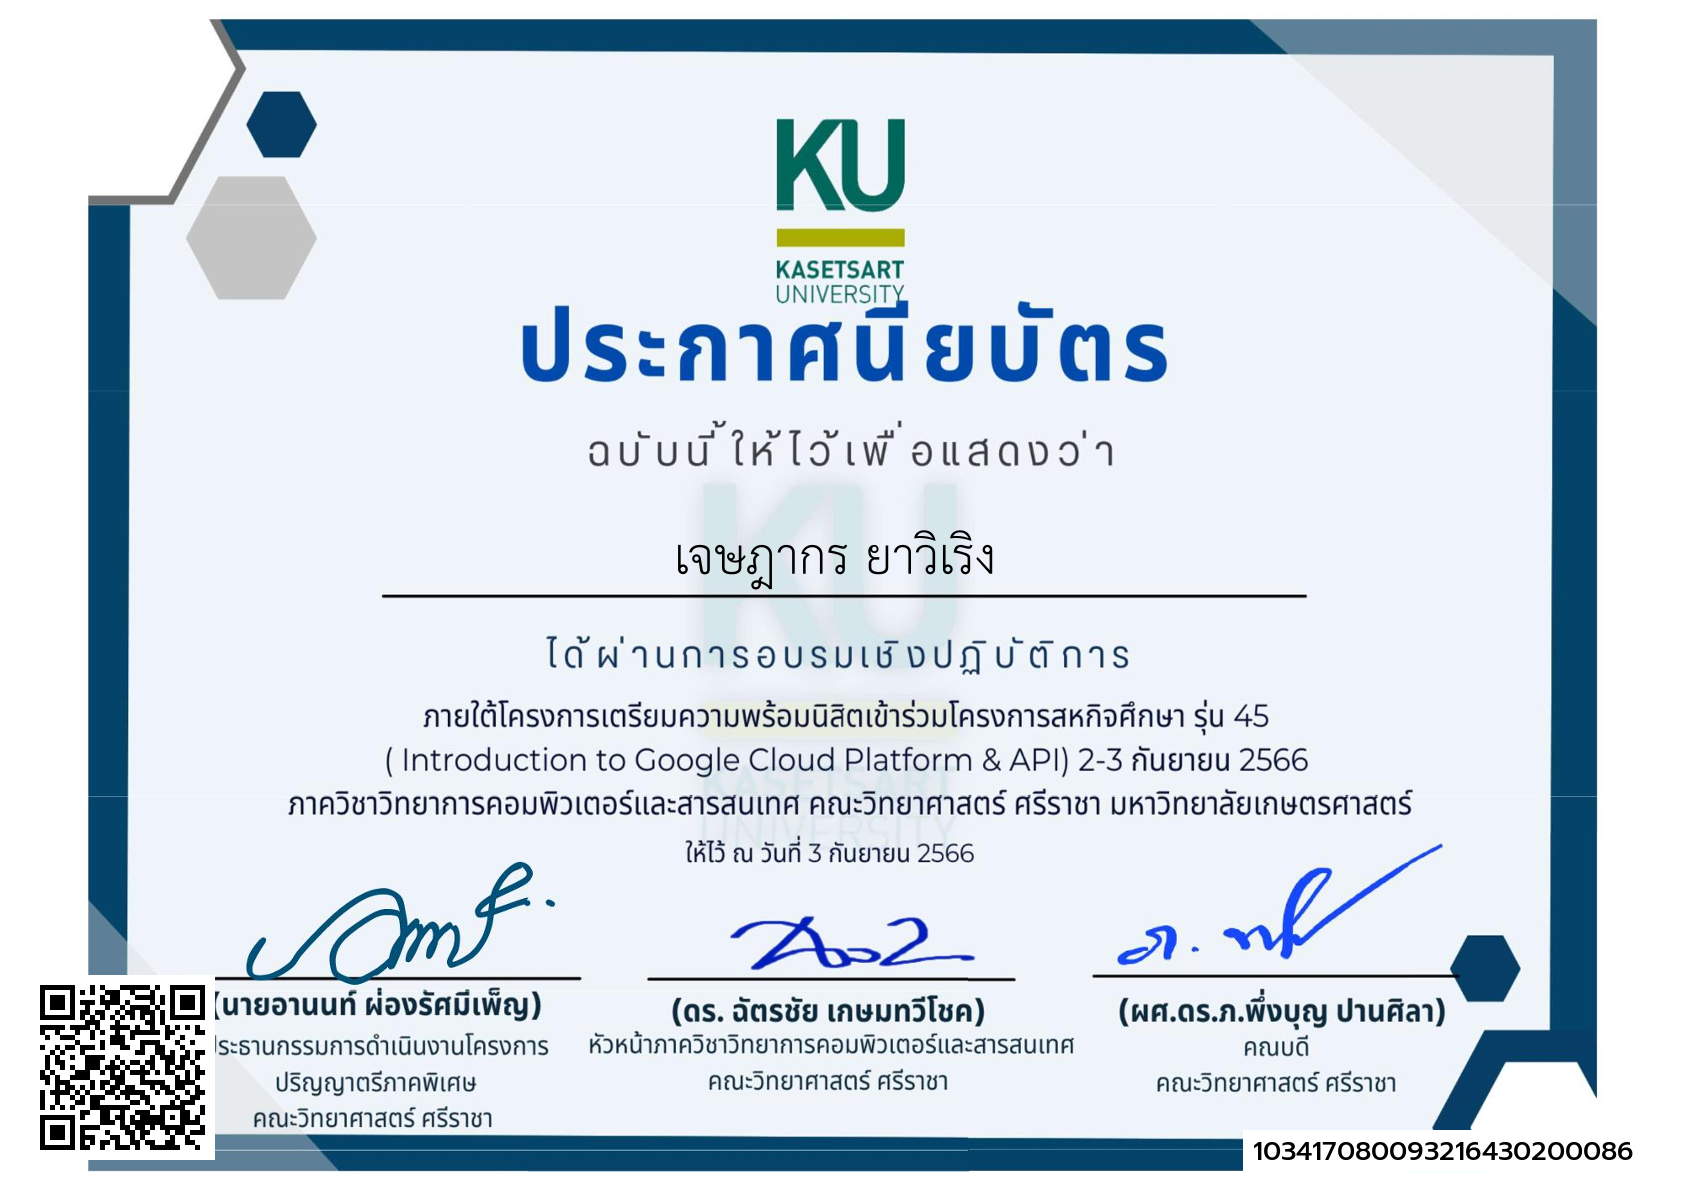 KU
KASETSART
UNIVERSITY
ประกาศนียบัตร
ฉบับนี้ให้ไว้เพื่อแสดงว่า
เจษฎากร ยาวิเริง
ได้ผ่านการอบรมเชิงปฏิบัติการ
ภายใต้โครงการเตรียมความพร้อมนิสิตเข้าร่วมโครงการสหกิจศึกษา รุ่น 45
( Introduction to Google Cloud Platform & API) 2-3 กันยายน 2566
ภาควิชาวิทยาการคอมพิวเตอร์และสารสนเทศ คณะวิทยาศาสตร์ ศรีราชา มหาวิทยาลัยเกษตรศาสตร์
ให้ไว้ ณ วันที่ 3 กันยายน 2566
(นายอานนท์ ผ่องรัศมีเพ็ญ)
ประธานกรรมการดำเนินงานโครงการ
ปริญญาตรีภาคพิเศษ
คณะวิทยาศาสตร์ ศรีราชา
(ดร. ฉัตรชัย เกษมทวีโชค)
หัวหน้าภาควิชาวิทยาการคอมพิวเตอร์และสารสนเทศ
คณะวิทยาศาสตร์ ศรีราชา
(ผศ.ดร.ภ.พึ่งบุญ ปานศิลา)
คณบดี
คณะวิทยาศาสตร์ ศรีราชา
103417080093216430200086